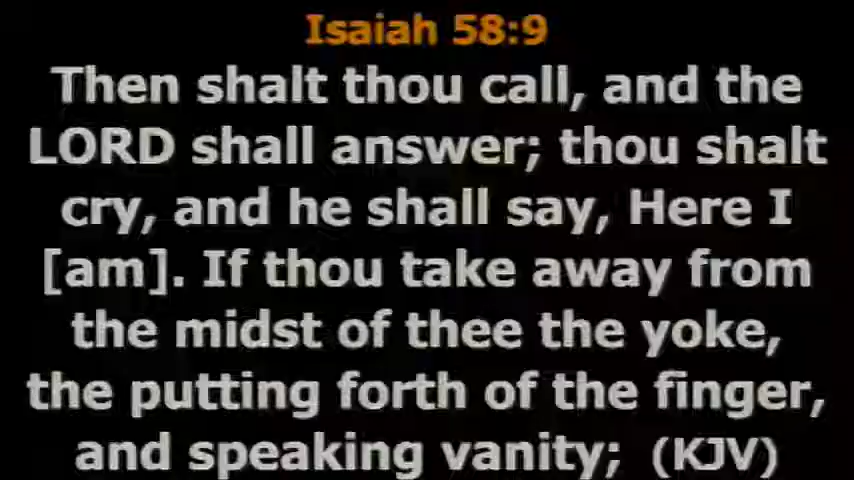 Isaiah 58:9
Then shalt thou call, and the
LORD shall answer; thou shalt
cry, and he shall say, Here I
[am]. If thou take away from
the midst of thee the yoke,
the putting forth of the finger,
and speaking vanity; (KJV)